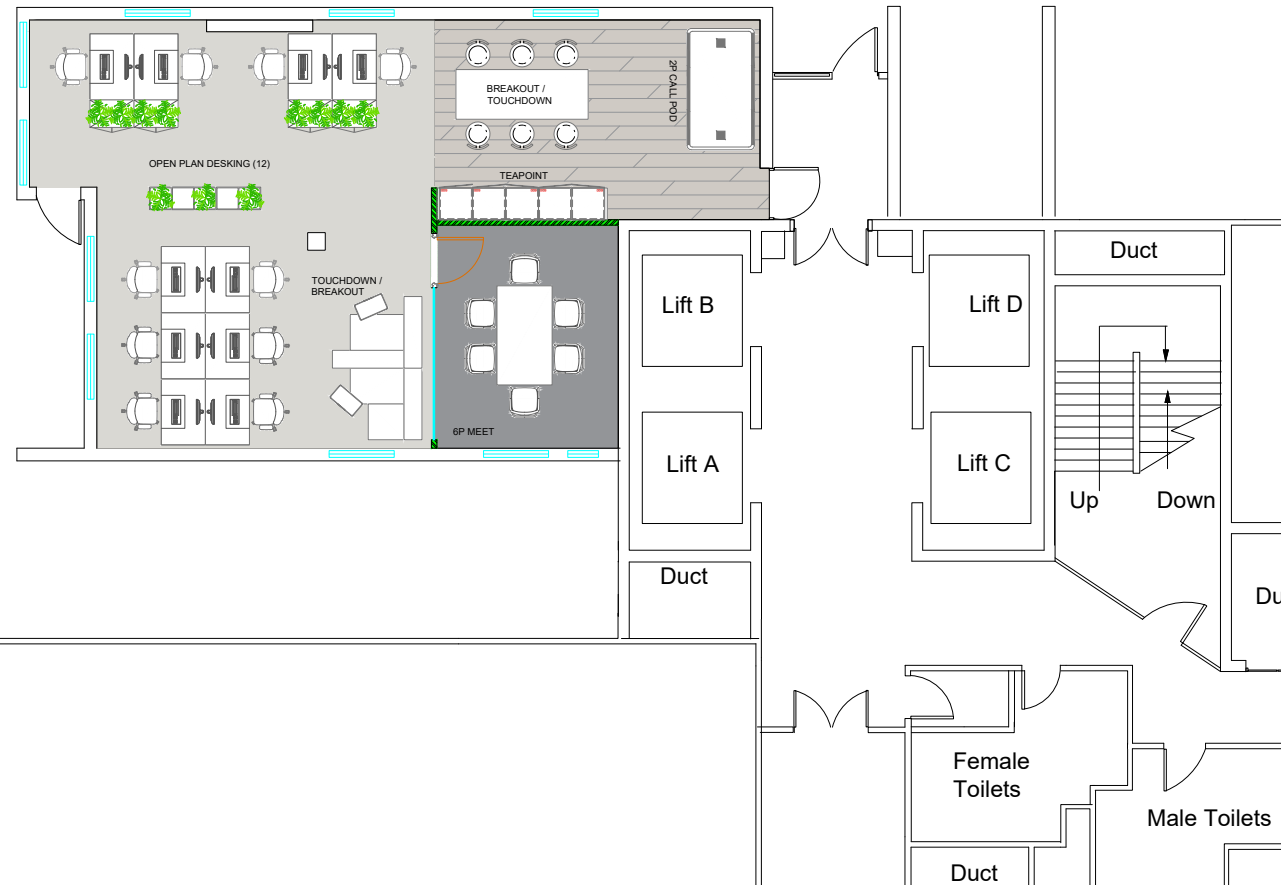 BREAKOUT /
TOUCHDOWN
2P CALL POD
OPEN PLAN DESKING (12)
TEAPOINT
TOUCHDOWN /
BREAKOUT
6P MEET
Lift B
Lift D
Duct
Lift A
Lift C
Up
Down
Duct
Du
Female
Toilets
Male Toilets
Duct